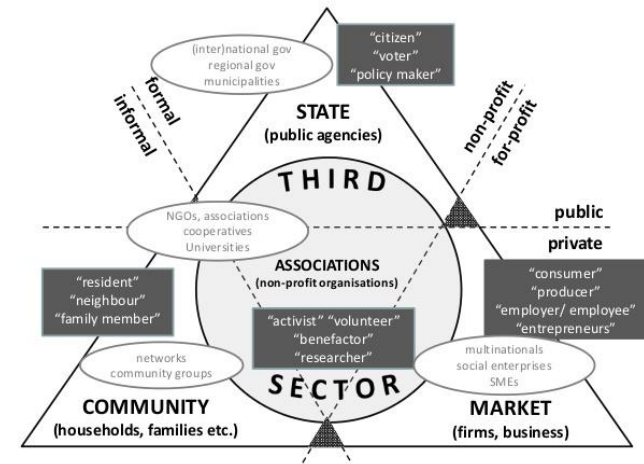 (inter)national gov
regional gov
municipalities
“citizen”
“voter”
“policy maker”
formal
informal
STATE
(public agencies)
non-profit
for-profit
THIRD
NGOs, associations
cooperatives
Universities
public
private
ASSOCIATIONS
(non-profit organisations)
“resident”
“neighbour”
“family member”
“consumer”
“producer”
“employer/ employee”
“entrepreneurs”
“activist” “volunteer”
“benefactor”
“researcher”
networks
community groups
multinationals
social enterprises
SMEs
SECTOR
COMMUNITY
(households, families etc.)
MARKET
(firms, business)